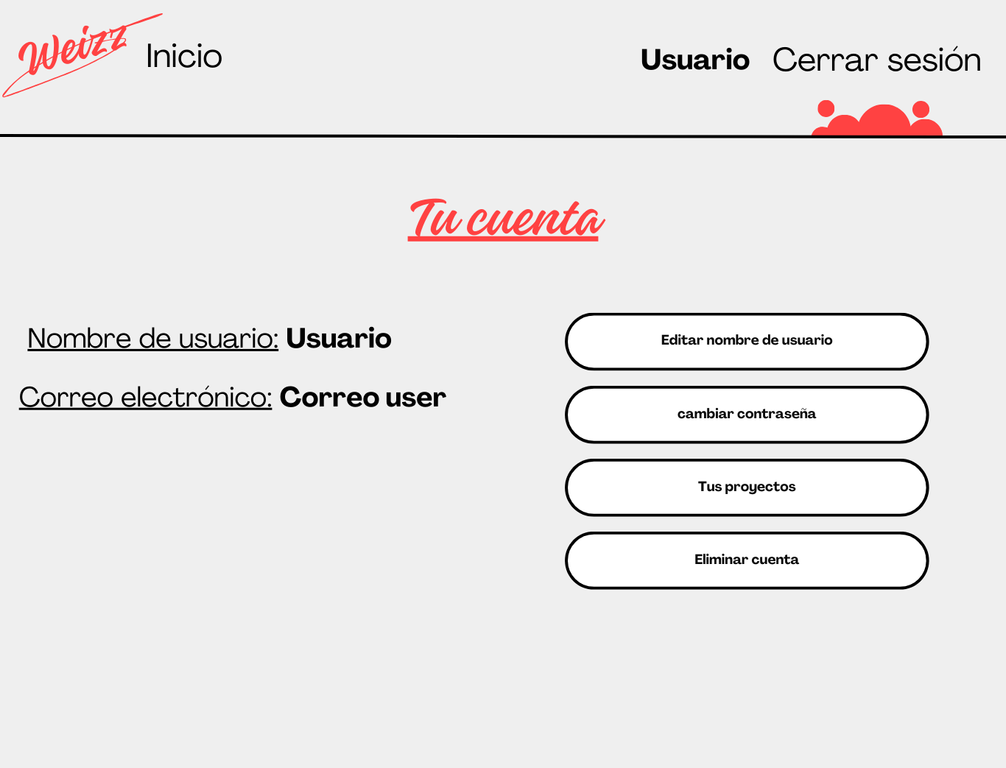 Weizz
Inicio
Usuario
Cerrar sesión
Tu cuenta
Nombre de usuario: Usuario
Correo electrónico: Correo user
Editar nombre de usuario
cambiar contraseña
Tus proyectos
Eliminar cuenta